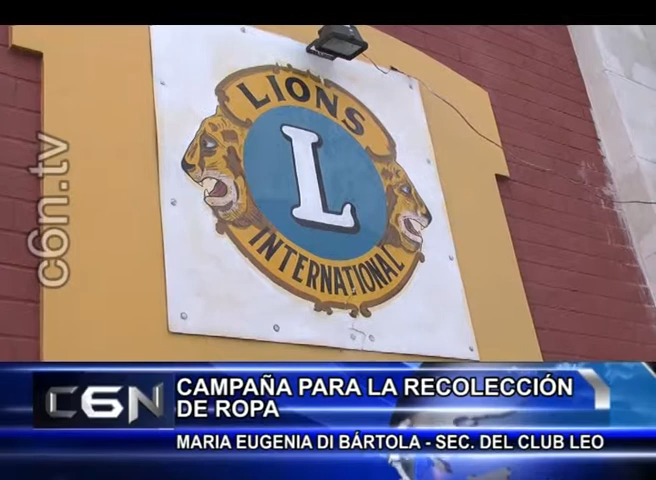 LIONS
L
INTERNATIONAL
c6n.tv
C6N
CAMPAÑA PARA LA RECOLECCIÓN
DE ROPA
MARIA EUGENIA DI BÁRTOLA - SEC. DEL CLUB LEO